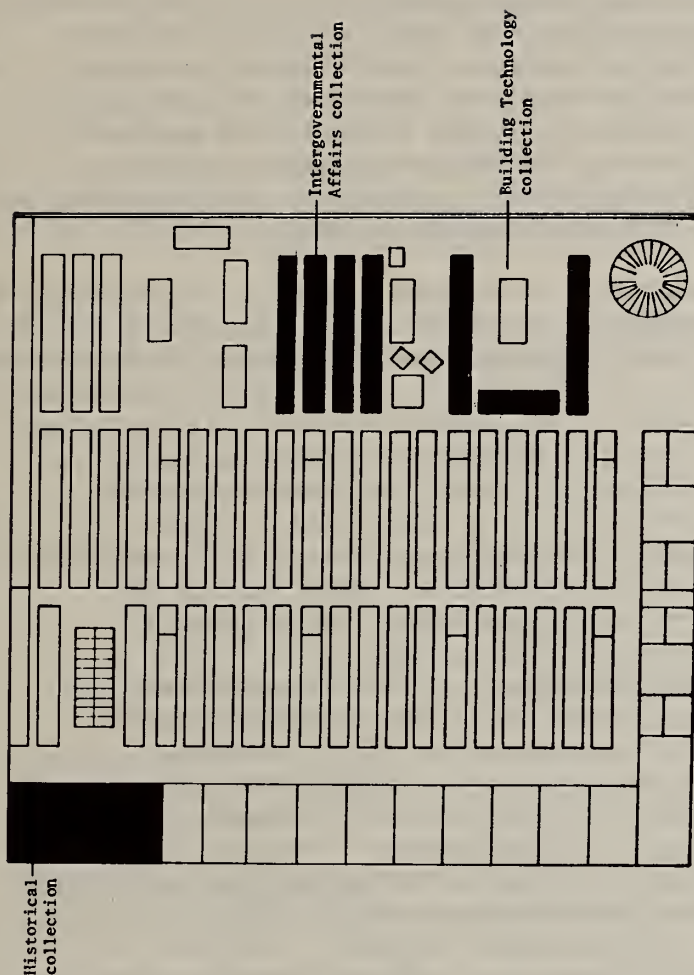 Historical
collection
Intergovernmental
Affairs collection
Building Technology
collection